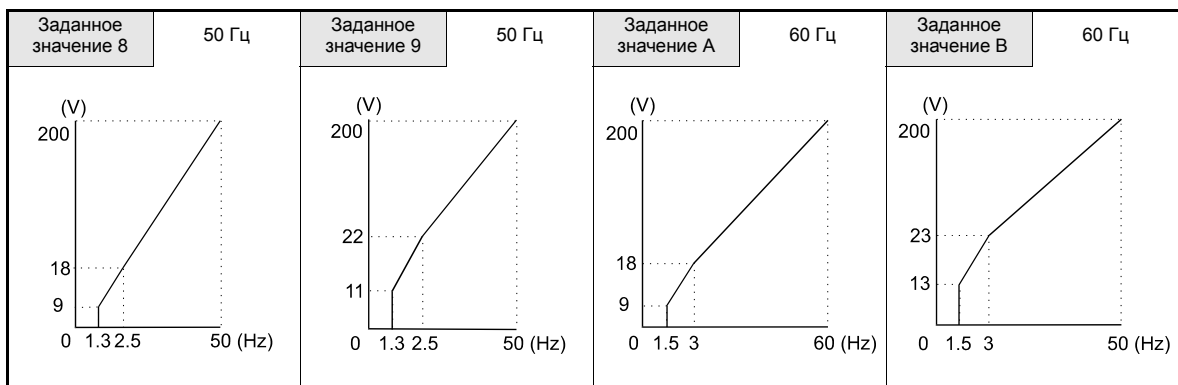 Заданное
значение 8
50 Гц
Заданное
значение 9
50 Гц
Заданное
значение A
60 Гц
Заданное
значение B
60 Гц
(V)
200
18
9
0 1.3 2.5 50 (Hz)
(V)
200
22
11
0 1.3 2.5 50 (Hz)
(V)
200
18
9
0 1.5 3 60 (Hz)
(V)
200
23
13
0 1.5 3 50 (Hz)